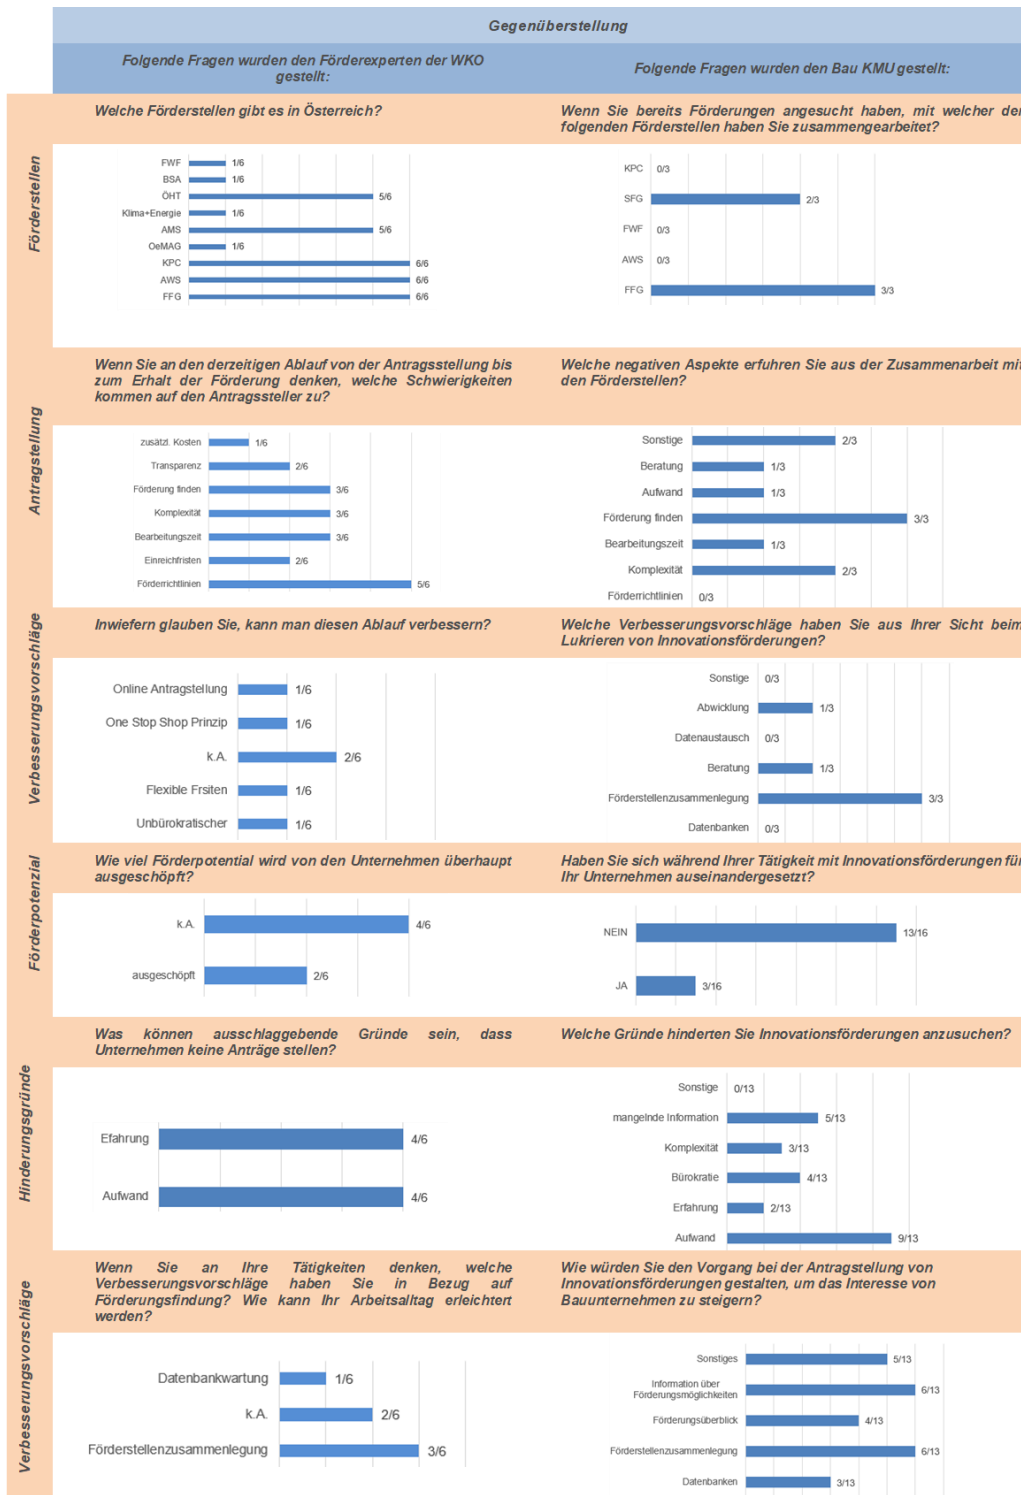 Gegenüberstellung
Folgende Fragen wurden den Förderexperten der WKO
gestellt:
Folgende Fragen wurden den Bau KMU gestellt:
Förderstellen
Welche Förderstellen gibt es in Österreich?
Wenn Sie bereits Förderungen angesucht haben, mit welcher der
folgenden Förderstellen haben Sie zusammengearbeitet?
FWF 1/6
BSA 1/6
ÖHT 5/6
Klima+Energie 1/6
AMS 5/6
OeMAG 1/6
KPC 6/6
AWS 6/6
FFG 6/6
KPC 0/3
SFG 2/3
FWF 0/3
AWS 0/3
FFG 3/3
Antragstellung
Wenn Sie an den derzeitigen Ablauf von der Antragsstellung bis
zum Erhalt der Förderung denken, welche Schwierigkeiten
kommen auf den Antragssteller zu?
Welche negativen Aspekte erfuhren Sie aus der Zusammenarbeit mit
den Förderstellen?
zusätzl. Kosten 1/6
Transparenz 2/6
Förderung finden 3/6
Komplexität 3/6
Bearbeitungszeit 3/6
Einreichfristen 2/6
Förderrichtlinien 5/6
Sonstige 2/3
Beratung 1/3
Aufwand 1/3
Förderung finden 3/3
Bearbeitungszeit 1/3
Komplexität 2/3
Förderrichtlinien 0/3
Verbesserungsvorschläge
Inwiefern glauben Sie, kann man diesen Ablauf verbessern?
Welche Verbesserungsvorschläge haben Sie aus Ihrer Sicht beim
Lukrieren von Innovationsförderungen?
Online Antragstellung 1/6
One Stop Shop Prinzip 1/6
k.A. 2/6
Flexible Frsiten 1/6
Unbürokratischer 1/6
Sonstige 0/3
Abwicklung 1/3
Datenaustausch 0/3
Beratung 1/3
Förderstellenzusammenlegung 3/3
Datenbanken 0/3
Förderpotenzial
Wie viel Förderpotential wird von den Unternehmen überhaupt
ausgeschöpft?
Haben Sie sich während Ihrer Tätigkeit mit Innovationsförderungen für
Ihr Unternehmen auseinandergesetzt?
k.A. 4/6
ausgeschöpft 2/6
NEIN 13/16
JA 3/16
Hinderungsgründe
Was können ausschlaggebende Gründe sein, dass
Unternehmen keine Anträge stellen?
Welche Gründe hinderten Sie Innovationsförderungen anzusuchen?
Efahrung 4/6
Aufwand 4/6
Sonstige 0/13
mangelnde Information 5/13
Komplexität 3/13
Bürokratie 4/13
Erfahrung 2/13
Aufwand 9/13
Verbesserungsvorschläge
Wenn Sie an Ihre Tätigkeiten denken, welche
Verbesserungsvorschläge haben Sie in Bezug auf
Förderungsfindung? Wie kann Ihr Arbeitsalltag erleichtert
werden?
Wie würden Sie den Vorgang bei der Antragstellung von
Innovationsförderungen gestalten, um das Interesse von
Bauunternehmen zu steigern?
Datenbankwartung 1/6
k.A. 2/6
Förderstellenzusammenlegung 3/6
Sonstiges 5/13
Information über
Förderungsmöglichkeiten 6/13
Förderungsüberblick 4/13
Förderstellenzusammenlegung 6/13
Datenbanken 3/13